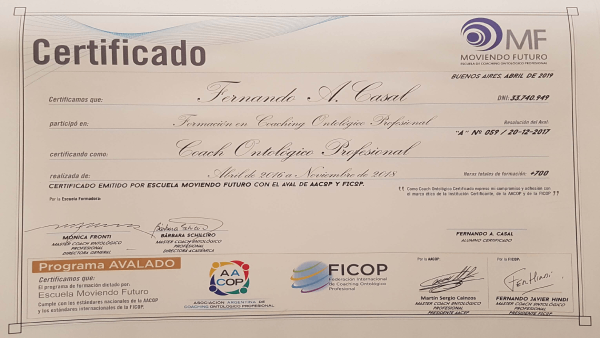 Certificado
MF
MOVIENDO FUTURO
ESCUELA DE COACHING ONTOLÓGICO PROFESIONAL
BUENOS AIRES, ABRIL DE 2019
Certificamos que: Fernando A. Casal DNI: 33.740.949
participó en: Formación en Coaching Ontológico Profesional
Resolución del Aval:
"A" Nº 059 / 20-12-2017
certificando como: Coach Ontológico Profesional
realizada de: Abril de 2016 a Noviembre de 2018
Horas totales de formación: +700
CERTIFICADO EMITIDO POR ESCUELA MOVIENDO FUTURO CON EL AVAL DE AACOP Y FICOP.
Por la Escuela Formadora:
" Como Coach Ontológico Certificado expreso mi compromiso y adhesión con
el marco ético de la institución Certificante, de la AACOP y de la FICOP. "
MÓNICA FRONTI
MASTER COACH ONTOLÓGICO
PROFESIONAL
DIRECTORA GENERAL
BÁRBARA SCHILCIRO
MASTER COACH ONTOLÓGICO
PROFESIONAL
DIRECTORA ACADÉMICA
FERNANDO A. CASAL
ALUMNO CERTIFICADO
Programa AVALADO
Certificamos que:
El programa de formación dictado por:
Escuela Moviendo Futuro
Cumple con los estándares nacionales de la AACOP
y los estándares internacionales de la FICOP.
AA
COP
ASOCIACIÓN ARGENTINA DE
COACHING ONTOLÓGICO PROFESIONAL
FICOP
Federación Internacional
de Coaching Ontológico
Profesional
Por la AACOP:
Martín Sergio
MASTER COACH ONTOLÓGICO
PROFESIONAL
PRESIDENTE AACOP
Por la FICOP:
FERNANDO JAVIER HINDI
MASTER COACH ONTOLÓGICO
PROFESIONAL
PRESIDENTE FICOP